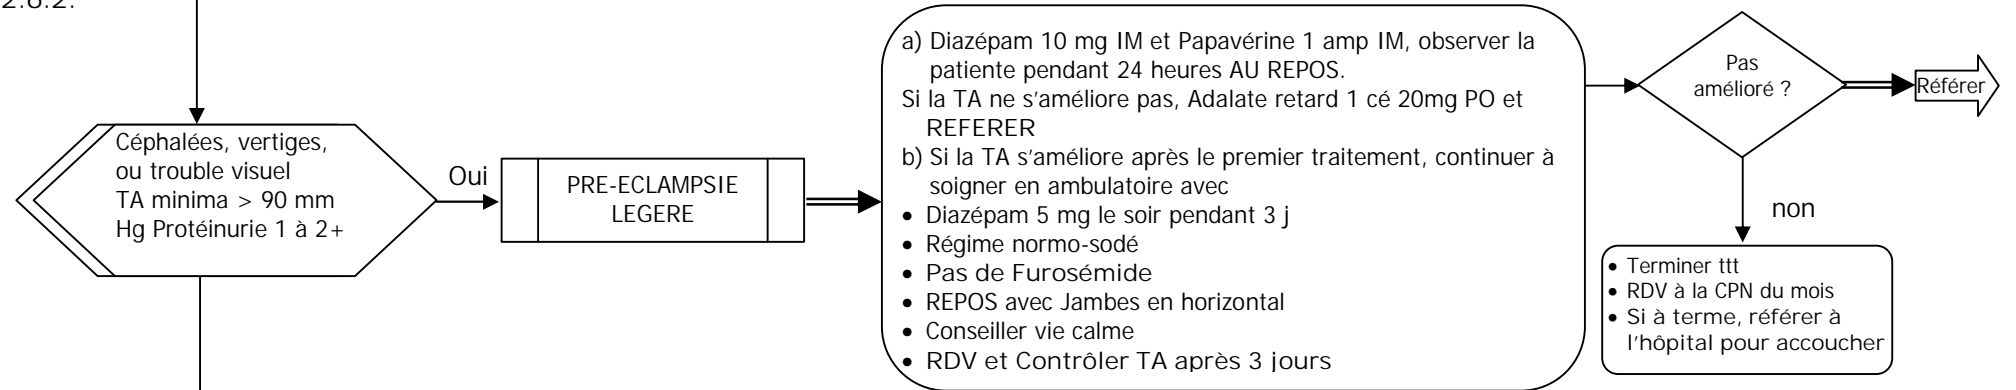 2.6.2.
Céphalées, vertiges,
ou trouble visuel
TA minima > 90 mm
Hg Protéinurie 1 à 2+
Oui
PRE-ECLAMPSIE
LEGERE
a) Diazépam 10 mg IM et Papavérine 1 amp IM, observer la
patiente pendant 24 heures AU REPOS.
Si la TA ne s'améliore pas, Adalate retard 1 cé 20mg PO et
REFERER
b) Si la TA s'améliore après le premier traitement, continuer à
soigner en ambulatoire avec
• Diazépam 5 mg le soir pendant 3 j
• Régime normo-sodé
• Pas de Furosémide
• REPOS avec Jambes en horizontal
• Conseiller vie calme
• RDV et Contrôler TA après 3 jours
Pas
amélioré ?
Référer
non
• Terminer ttt
• RDV à la CPN du mois
• Si à terme, référer à
l'hôpital pour accoucher